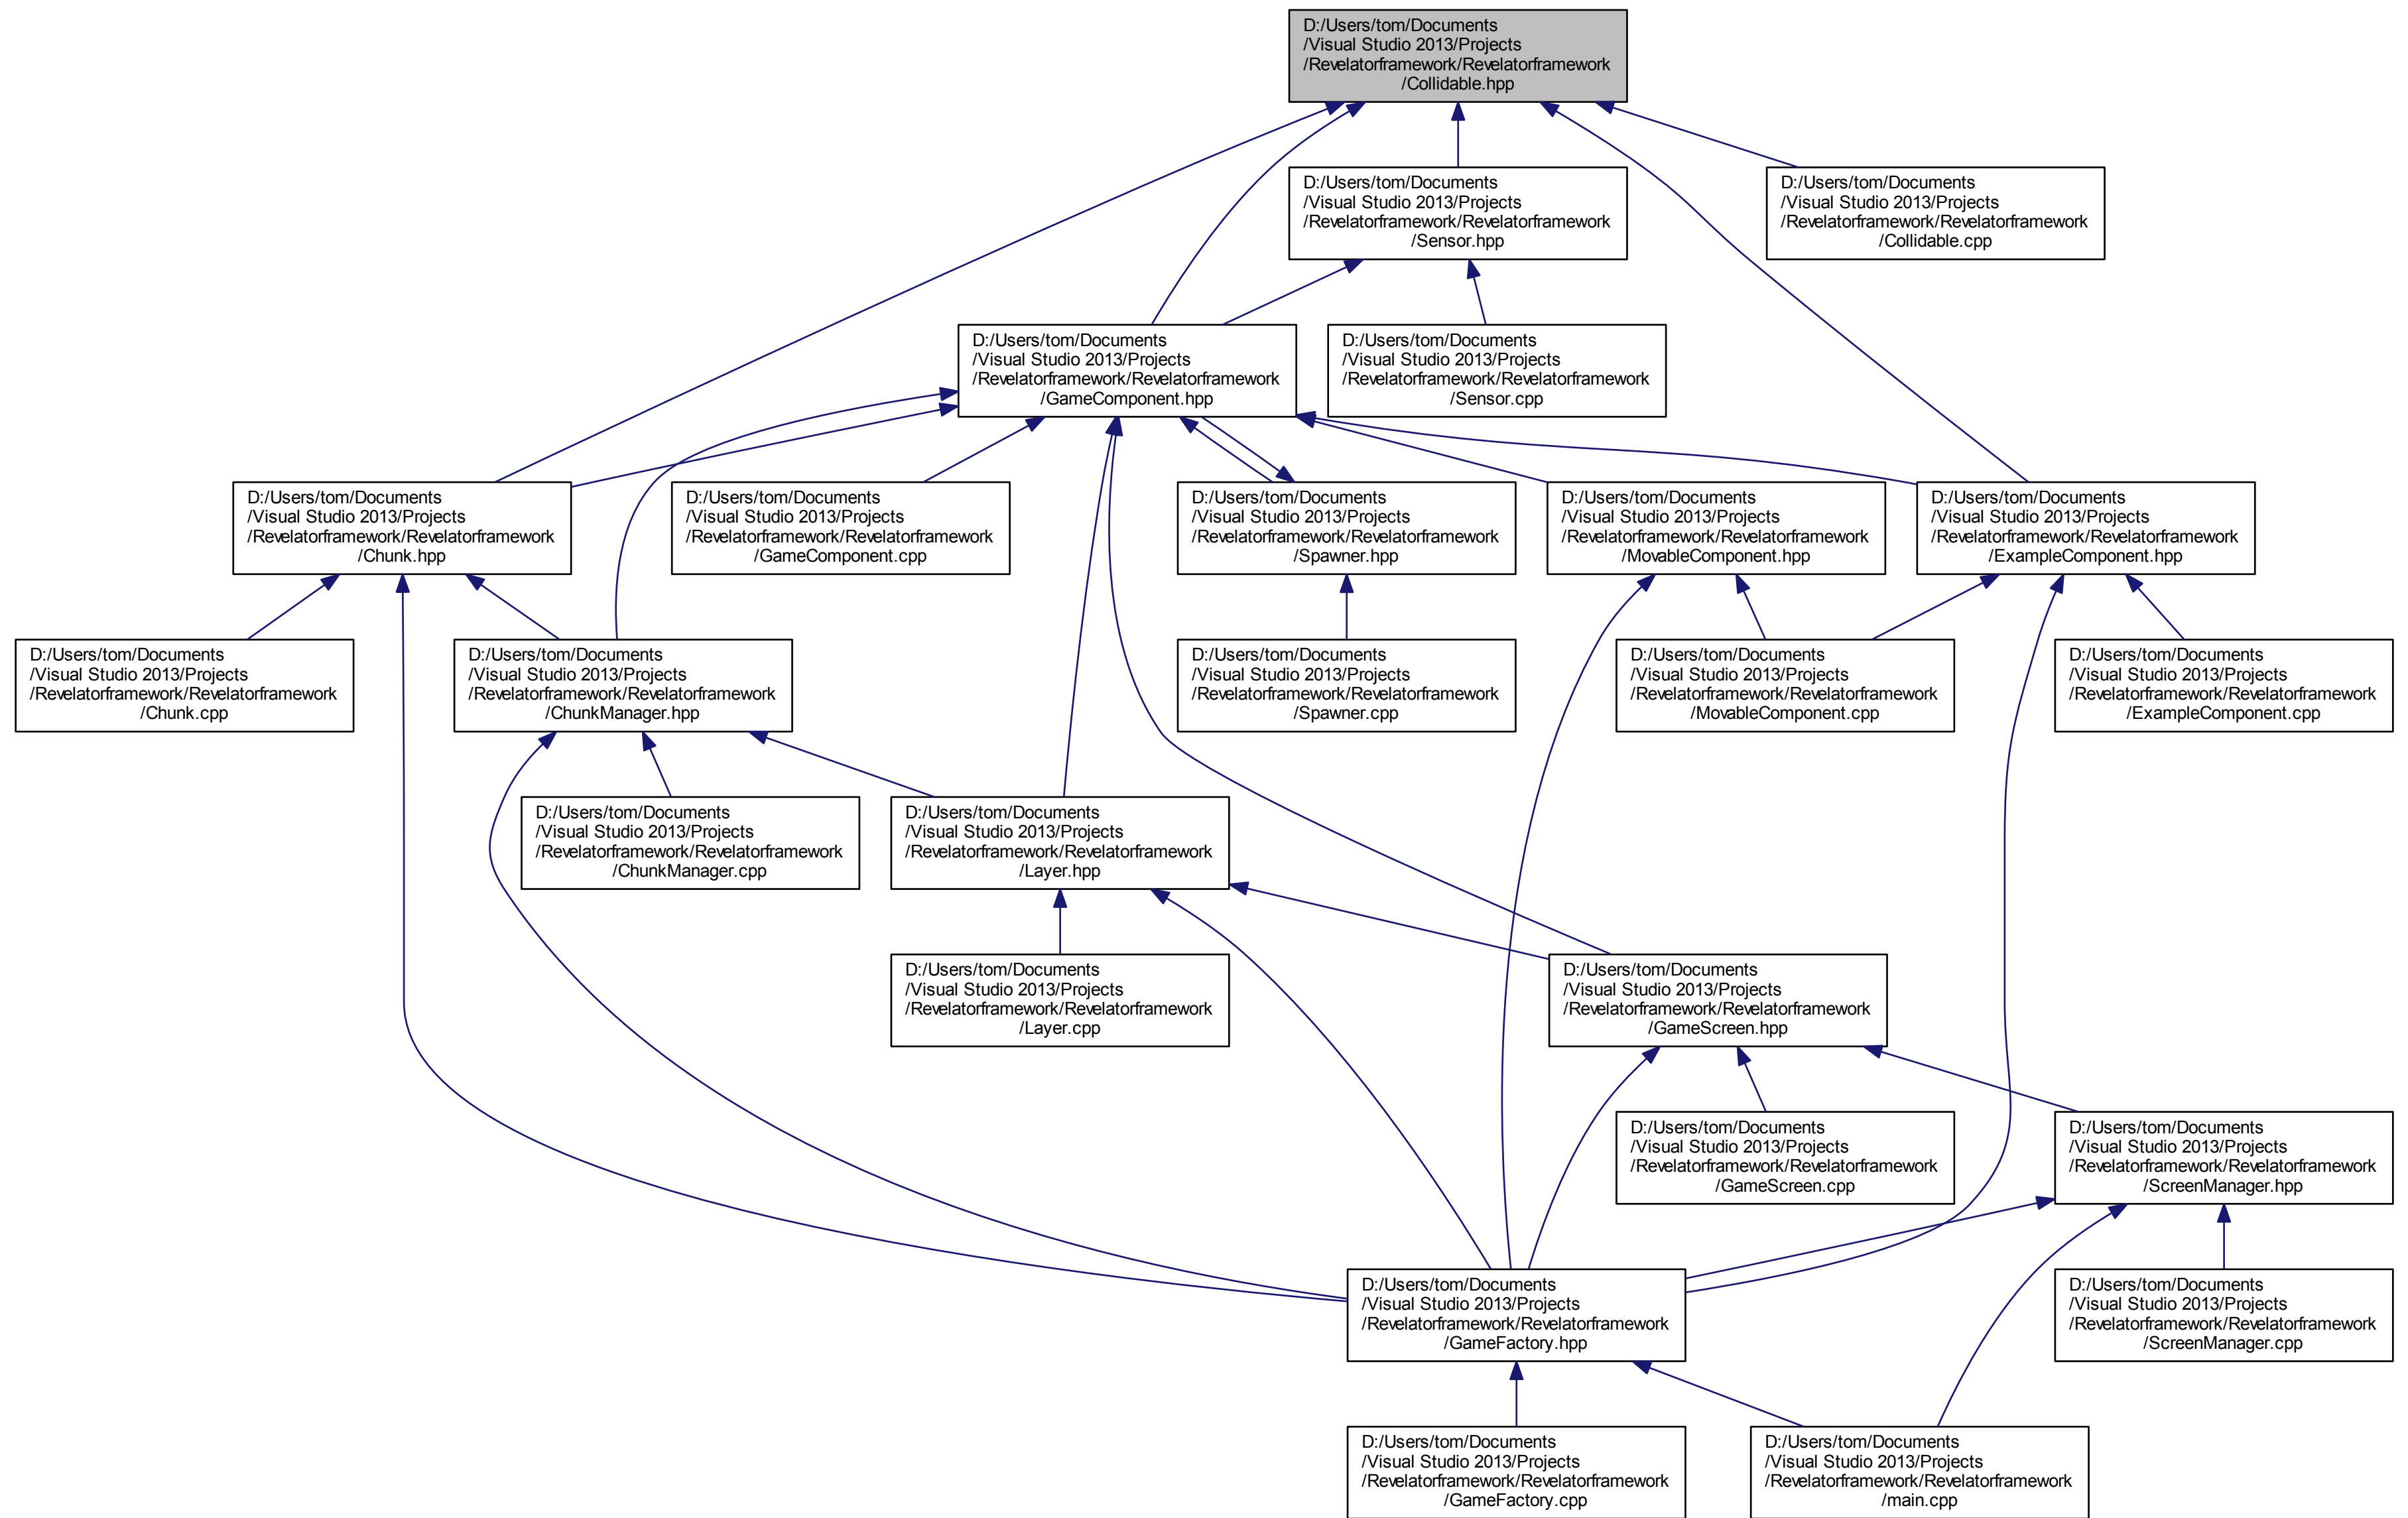 D:/Users/tom/Documents
/Visual Studio 2013/Projects
/Revelatorframework/Revelatorframework
/Collidable.hpp
D:/Users/tom/Documents
/Visual Studio 2013/Projects
/Revelatorframework/Revelatorframework
/Sensor.hpp
D:/Users/tom/Documents
/Visual Studio 2013/Projects
/Revelatorframework/Revelatorframework
/Collidable.cpp
D:/Users/tom/Documents
/Visual Studio 2013/Projects
/Revelatorframework/Revelatorframework
/GameComponent.hpp
D:/Users/tom/Documents
/Visual Studio 2013/Projects
/Revelatorframework/Revelatorframework
/Sensor.cpp
D:/Users/tom/Documents
/Visual Studio 2013/Projects
/Revelatorframework/Revelatorframework
/Chunk.hpp
D:/Users/tom/Documents
/Visual Studio 2013/Projects
/Revelatorframework/Revelatorframework
/GameComponent.cpp
D:/Users/tom/Documents
/Visual Studio 2013/Projects
/Revelatorframework/Revelatorframework
/Spawner.hpp
D:/Users/tom/Documents
/Visual Studio 2013/Projects
/Revelatorframework/Revelatorframework
/MovableComponent.hpp
D:/Users/tom/Documents
/Visual Studio 2013/Projects
/Revelatorframework/Revelatorframework
/ExampleComponent.hpp
D:/Users/tom/Documents
/Visual Studio 2013/Projects
/Revelatorframework/Revelatorframework
/Chunk.cpp
D:/Users/tom/Documents
/Visual Studio 2013/Projects
/Revelatorframework/Revelatorframework
/ChunkManager.hpp
D:/Users/tom/Documents
/Visual Studio 2013/Projects
/Revelatorframework/Revelatorframework
/Spawner.cpp
D:/Users/tom/Documents
/Visual Studio 2013/Projects
/Revelatorframework/Revelatorframework
/MovableComponent.cpp
D:/Users/tom/Documents
/Visual Studio 2013/Projects
/Revelatorframework/Revelatorframework
/ExampleComponent.cpp
D:/Users/tom/Documents
/Visual Studio 2013/Projects
/Revelatorframework/Revelatorframework
/ChunkManager.cpp
D:/Users/tom/Documents
/Visual Studio 2013/Projects
/Revelatorframework/Revelatorframework
/Layer.hpp
D:/Users/tom/Documents
/Visual Studio 2013/Projects
/Revelatorframework/Revelatorframework
/Layer.cpp
D:/Users/tom/Documents
/Visual Studio 2013/Projects
/Revelatorframework/Revelatorframework
/GameScreen.hpp
D:/Users/tom/Documents
/Visual Studio 2013/Projects
/Revelatorframework/Revelatorframework
/GameScreen.cpp
D:/Users/tom/Documents
/Visual Studio 2013/Projects
/Revelatorframework/Revelatorframework
/ScreenManager.hpp
D:/Users/tom/Documents
/Visual Studio 2013/Projects
/Revelatorframework/Revelatorframework
/GameFactory.hpp
D:/Users/tom/Documents
/Visual Studio 2013/Projects
/Revelatorframework/Revelatorframework
/ScreenManager.cpp
D:/Users/tom/Documents
/Visual Studio 2013/Projects
/Revelatorframework/Revelatorframework
/GameFactory.cpp
D:/Users/tom/Documents
/Visual Studio 2013/Projects
/Revelatorframework/Revelatorframework
/main.cpp